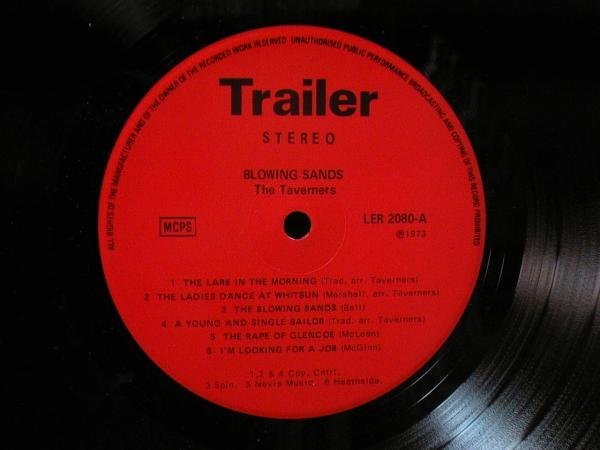 ALL RIGHTS OF THE MANUFACTURER AND OF THE OWNER OF THE RECORDED WORK RESERVED · UNAUTHORISED PUBLIC PERFORMANCE BROADCASTING AND COPYING OF THIS RECORD PROHIBITED
Trailer
STEREO
BLOWING SANDS
The Taverners
MCPS
LER 2080-A
℗1973
1 THE LARK IN THE MORNING (Trad. arr. Taverners)
2 THE LADIES DANCE AT WHITSUN (Marshall, arr. Taverners)
3 THE BLOWING SANDS (Bell)
4 A YOUNG AND SINGLE SAILOR (Trad. arr. Taverners)
5 THE RAPE OF GLENCOE (McLean)
6 I'M LOOKING FOR A JOB (McGinn)
1,2 & 4 Cpy. Cntrl.
3 Spin. 5 Nevis Music. 6 Heathside.